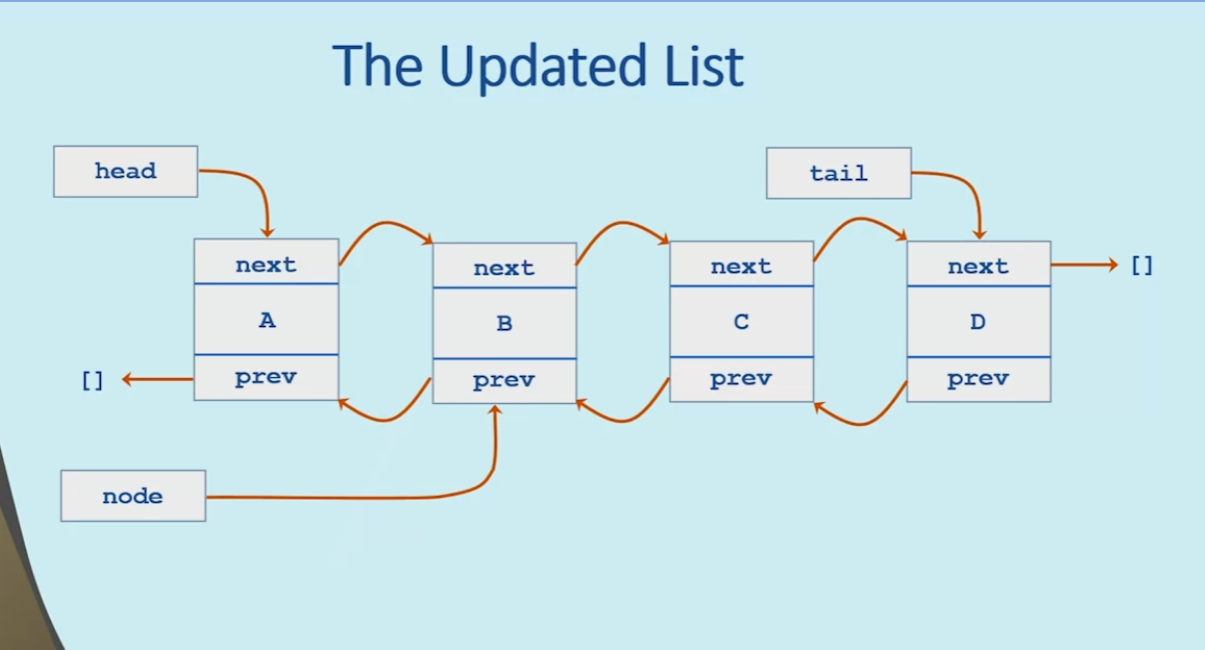 The Updated List
head
tail
next
next
next
next
[]
A
B
C
D
[]
prev
prev
prev
prev
node